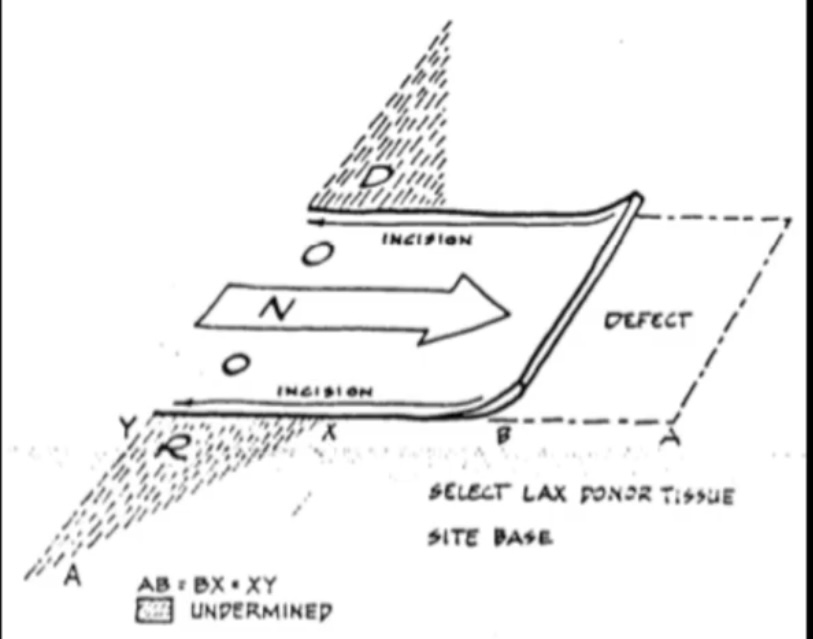 D
INCISION
O
N
DEFECT
O
INCISION
Y
R
X
B
A
SELECT LAX DONOR TISSUE
SITE BASE
A
AB = BX = XY
UNDERMINED